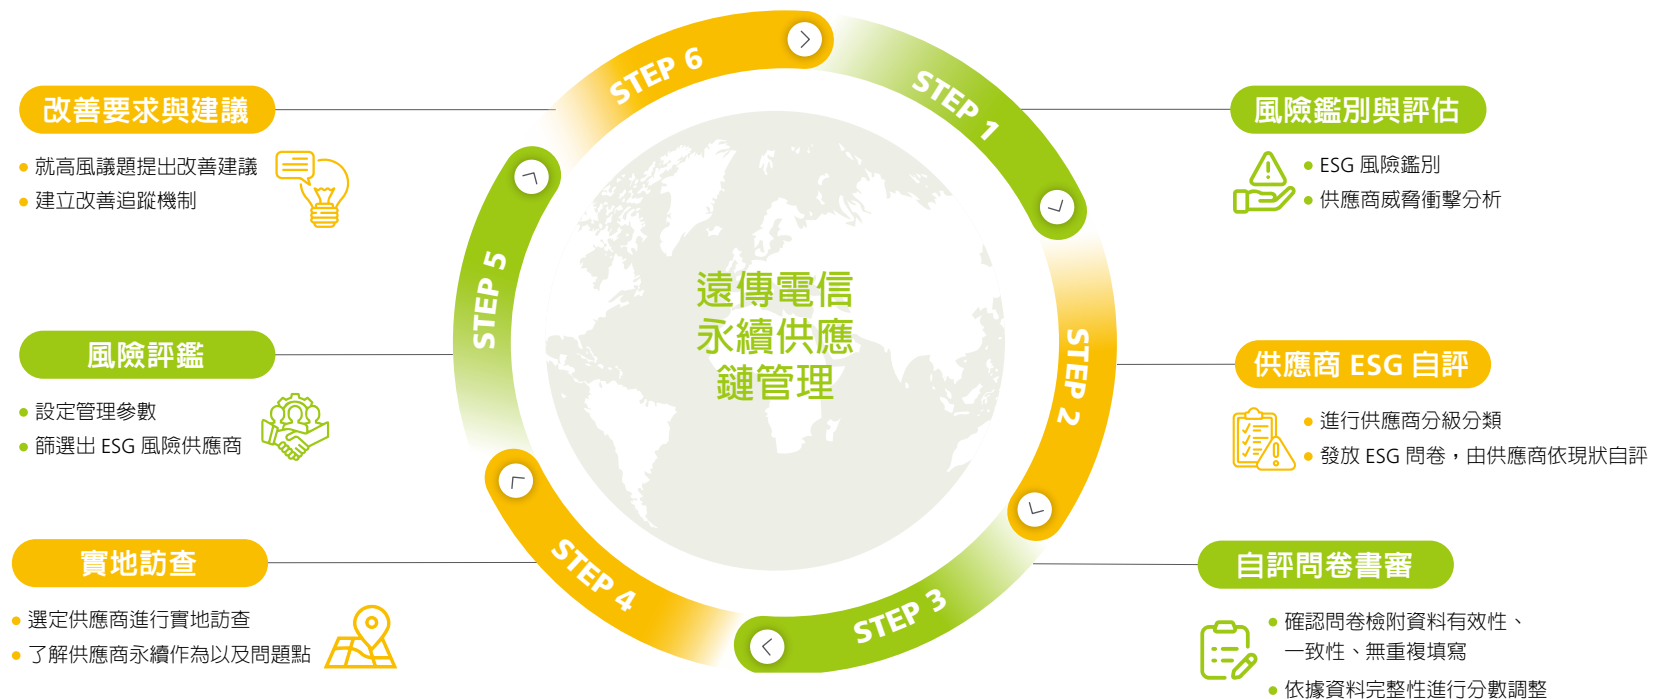 遠傳電信
永續供應
鏈管理
STEP 1
風險鑑別與評估
• ESG 風險鑑別
• 供應商威脅衝擊分析
STEP 2
供應商 ESG 自評
• 進行供應商分級分類
• 發放 ESG 問卷，由供應商依現狀自評
STEP 3
自評問卷書審
• 確認問卷檢附資料有效性、
一致性、無重複填寫
• 依據資料完整性進行分數調整
STEP 4
實地訪查
• 選定供應商進行實地訪查
• 了解供應商永續作為以及問題點
STEP 5
風險評鑑
• 設定管理參數
• 篩選出 ESG 風險供應商
STEP 6
改善要求與建議
• 就高風議題提出改善建議
• 建立改善追蹤機制